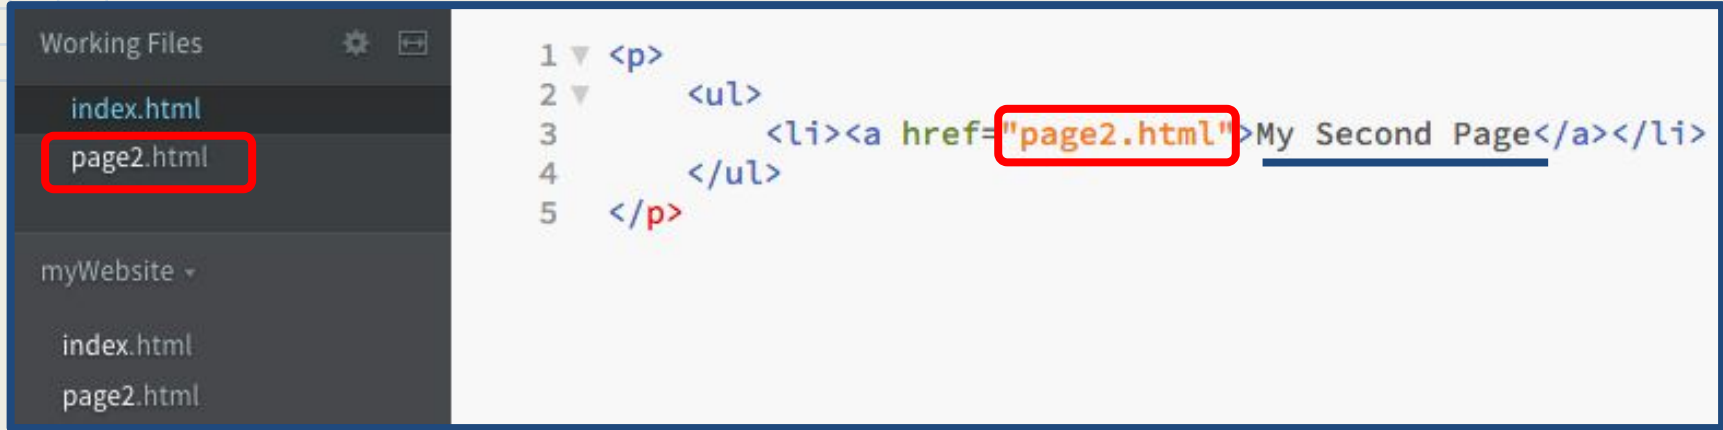 Working Files
index.html
page2.html
myWebsite
index.html
page2.html
1 <p>
2 <ul>
3 <li><a href="page2.html">My Second Page</a></li>
4 </ul>
5 </p>